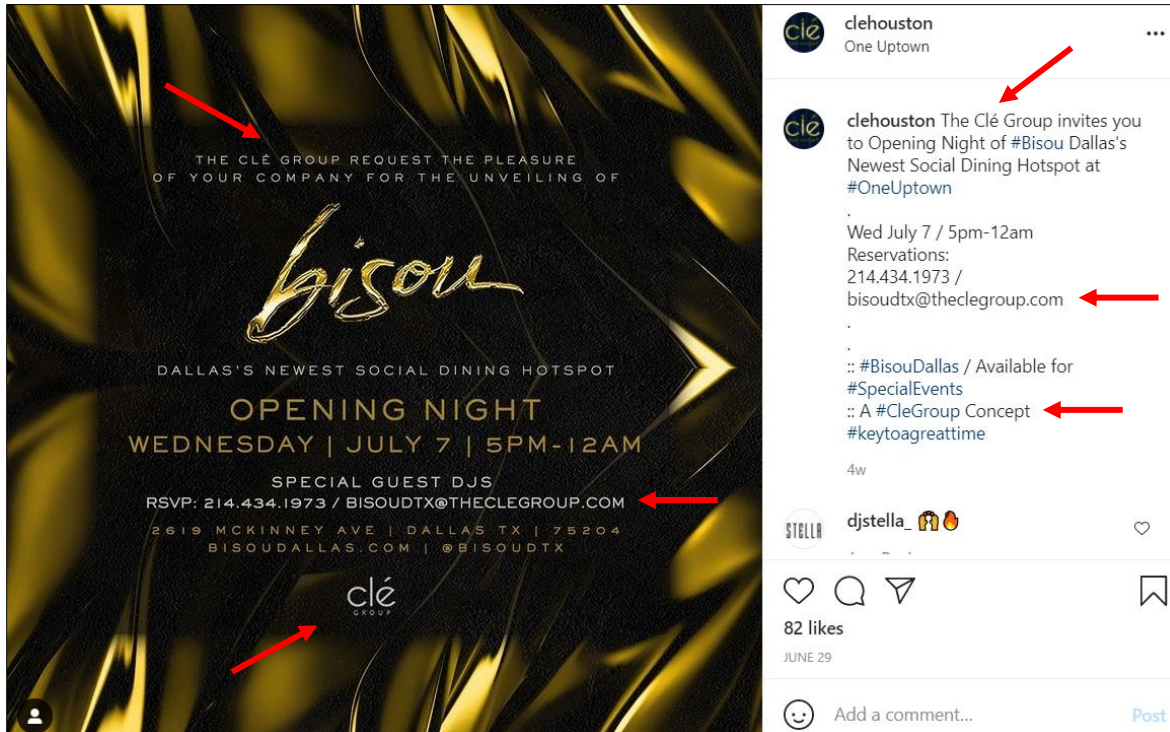 THE CLÉ GROUP REQUEST THE PLEASURE
OF YOUR COMPANY FOR THE UNVEILING OF
bisou
DALLAS'S NEWEST SOCIAL DINING HOTSPOT
OPENING NIGHT
WEDNESDAY | JULY 7 | 5PM-12AM
SPECIAL GUEST DJS
RSVP: 214.434.1973 / BISOUDTX@THECLEGROUP.COM
2619 MCKINNEY AVE | DALLAS TX | 75204
BISOUDALLAS.COM | @BISOUDTX
clé
GROUP
clé
clehouston
One Uptown
clé
clehouston The Clé Group invites you
to Opening Night of #Bisou Dallas's
Newest Social Dining Hotspot at
#OneUptown
.
Wed July 7 / 5pm-12am
Reservations:
214.434.1973 /
bisoudtx@theclegroup.com
.
.
:: #BisouDallas / Available for
#SpecialEvents
:: A #CleGroup Concept
#keytoagreattime
4w
STELLA
djstella_ 🙌🔥
82 likes
JUNE 29
Add a comment...
Post